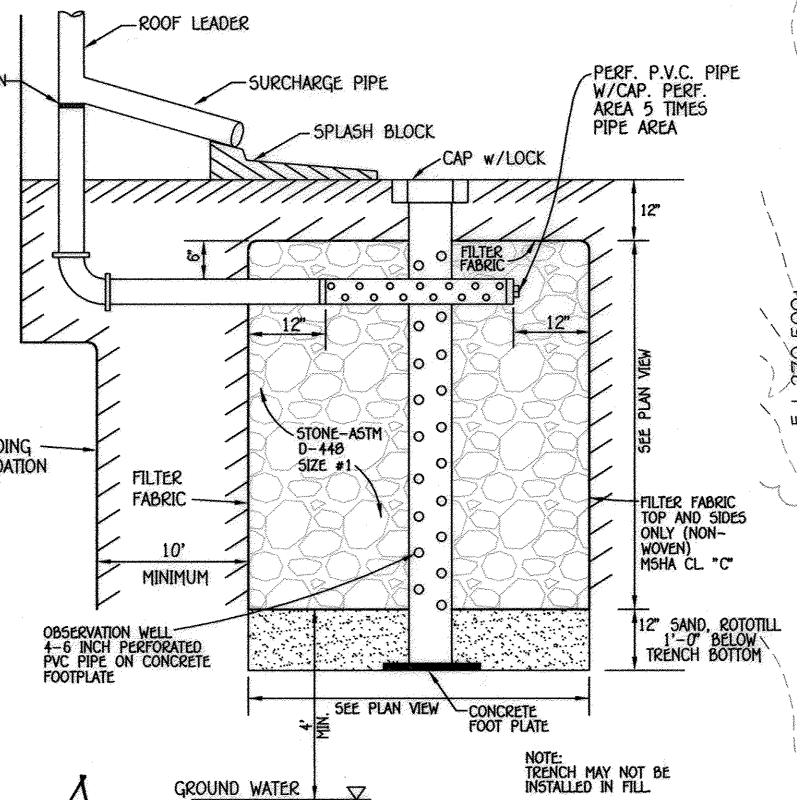 ROOF LEADER
N
SURCHARGE PIPE
PERF. P.V.C. PIPE
W/CAP. PERF.
AREA 5 TIMES
PIPE AREA
SPLASH BLOCK
CAP w/LOCK
12"
6"
FILTER
FABRIC
12"
12"
SEE PLAN VIEW
STONE-ASTM
D-448
SIZE #1
DING
DATION
FILTER
FABRIC
FILTER FABRIC
TOP AND SIDES
ONLY (NON-
WOVEN)
MSHA CL. "C"
10'
MINIMUM
OBSERVATION WELL
4-6 INCH PERFORATED
PVC PIPE ON CONCRETE
FOOTPLATE
12" SAND, ROTOTILL
1'-0" BELOW
TRENCH BOTTOM
SEE PLAN VIEW
4'
MIN.
CONCRETE
FOOT PLATE
NOTE:
TRENCH MAY NOT BE
INSTALLED IN FILL
GROUND WATER